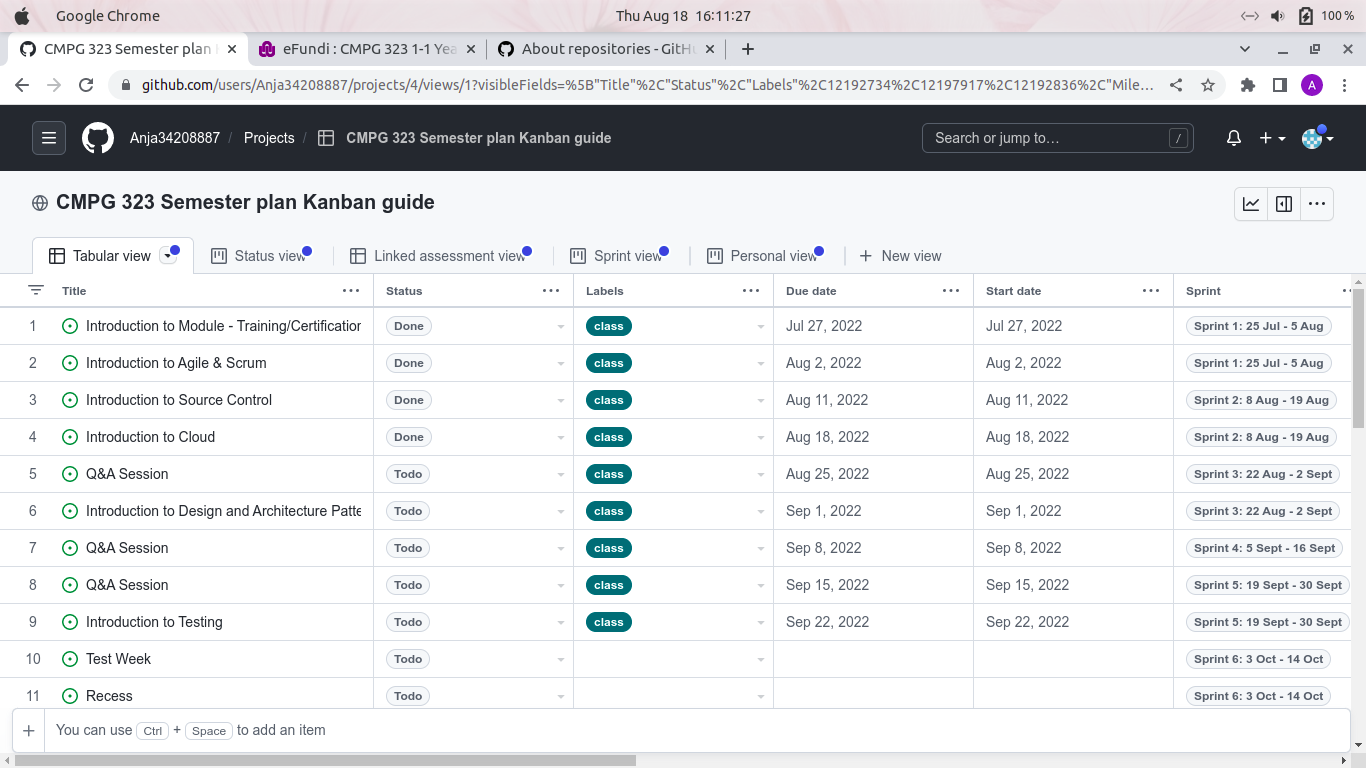 Google Chrome Thu Aug 18 16:11:27 100 %
CMPG 323 Semester plan eFundi : CMPG 323 1-1 Yea About repositories - GitH
github.com/users/Anja34208887/projects/4/views/1?visibleFields=%5B"Title"%2C"Status"%2C"Labels"%2C12192734%2C12197917%2C12192836%2C"Mile… A
Anja34208887 / Projects / CMPG 323 Semester plan Kanban guide Search or jump to… /
CMPG 323 Semester plan Kanban guide
Tabular view Status view Linked assessment view Sprint view Personal view New view
Title Status Labels Due date Start date Sprint
1 Introduction to Module - Training/Certification Done class Jul 27, 2022 Jul 27, 2022 Sprint 1: 25 Jul - 5 Aug
2 Introduction to Agile & Scrum Done class Aug 2, 2022 Aug 2, 2022 Sprint 1: 25 Jul - 5 Aug
3 Introduction to Source Control Done class Aug 11, 2022 Aug 11, 2022 Sprint 2: 8 Aug - 19 Aug
4 Introduction to Cloud Done class Aug 18, 2022 Aug 18, 2022 Sprint 2: 8 Aug - 19 Aug
5 Q&A Session Todo class Aug 25, 2022 Aug 25, 2022 Sprint 3: 22 Aug - 2 Sept
6 Introduction to Design and Architecture Patte Todo class Sep 1, 2022 Sep 1, 2022 Sprint 3: 22 Aug - 2 Sept
7 Q&A Session Todo class Sep 8, 2022 Sep 8, 2022 Sprint 4: 5 Sept - 16 Sept
8 Q&A Session Todo class Sep 15, 2022 Sep 15, 2022 Sprint 5: 19 Sept - 30 Sept
9 Introduction to Testing Todo class Sep 22, 2022 Sep 22, 2022 Sprint 5: 19 Sept - 30 Sept
10 Test Week Todo Sprint 6: 3 Oct - 14 Oct
11 Recess Todo Sprint 6: 3 Oct - 14 Oct
+ You can use Ctrl + Space to add an item